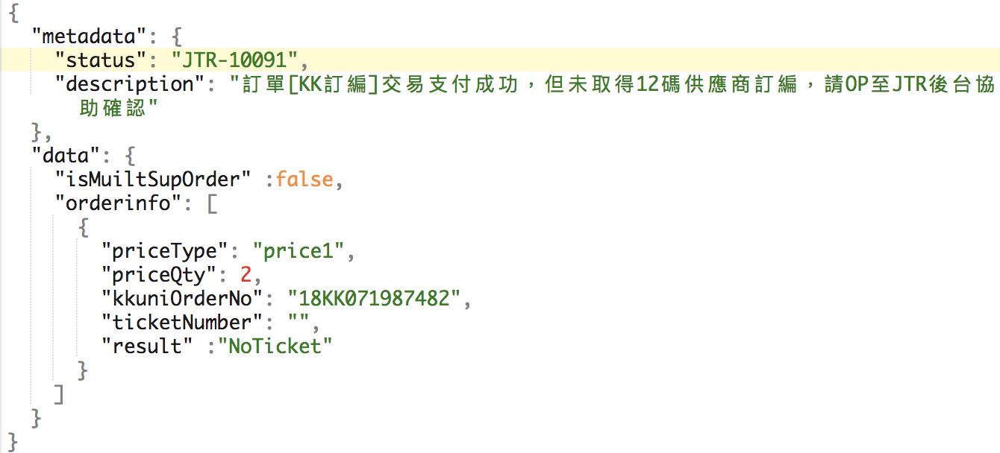 {
"metadata": {
"status": "JTR-10091",
"description": "訂單[KK訂編]交易支付成功，但未取得12碼供應商訂編，請OP至JTR後台協
助確認"
},
"data": {
"isMuiltSupOrder" :false,
"orderinfo": [
{
"priceType": "price1",
"priceQty": 2,
"kkuniOrderNo": "18KK071987482",
"ticketNumber": "",
"result" :"NoTicket"
}
]
}
}